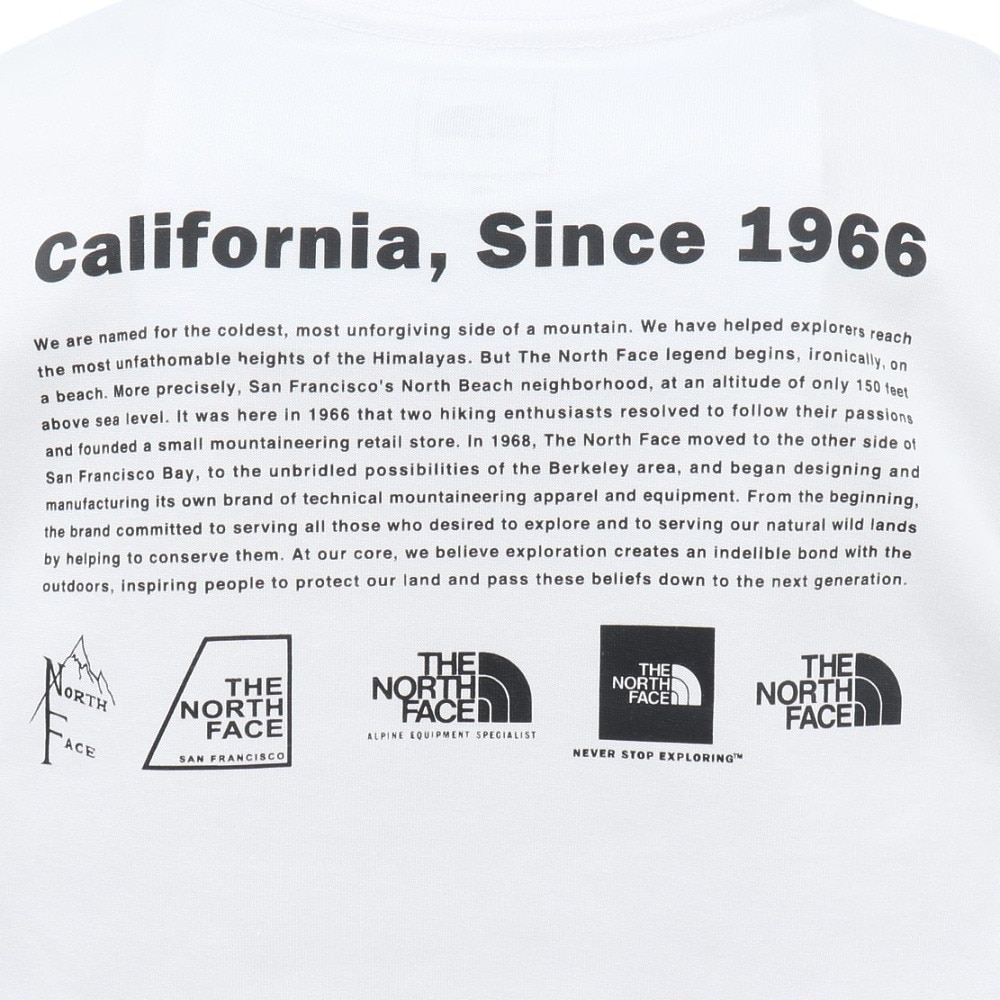 California, Since 1966
We are named for the coldest, most unforgiving side of a mountain. We have helped explorers reach
the most unfathomable heights of the Himalayas. But The North Face legend begins, ironically, on
a beach. More precisely, San Francisco's North Beach neighborhood, at an altitude of only 150 feet
above sea level. It was here in 1966 that two hiking enthusiasts resolved to follow their passions
and founded a small mountaineering retail store. In 1968, The North Face moved to the other side of
San Francisco Bay, to the unbridled possibilities of the Berkeley area, and began designing and
manufacturing its own brand of technical mountaineering apparel and equipment. From the beginning,
the brand committed to serving all those who desired to explore and to serving our natural wild lands
by helping to conserve them. At our core, we believe exploration creates an indelible bond with the
outdoors, inspiring people to protect our land and pass these beliefs down to the next generation.
NORTH
FACE
THE
NORTH
FACE
SAN FRANCISCO
THE
NORTH
FACE
ALPINE EQUIPMENT SPECIALIST
THE
NORTH
FACE
NEVER STOP EXPLORING™
THE
NORTH
FACE